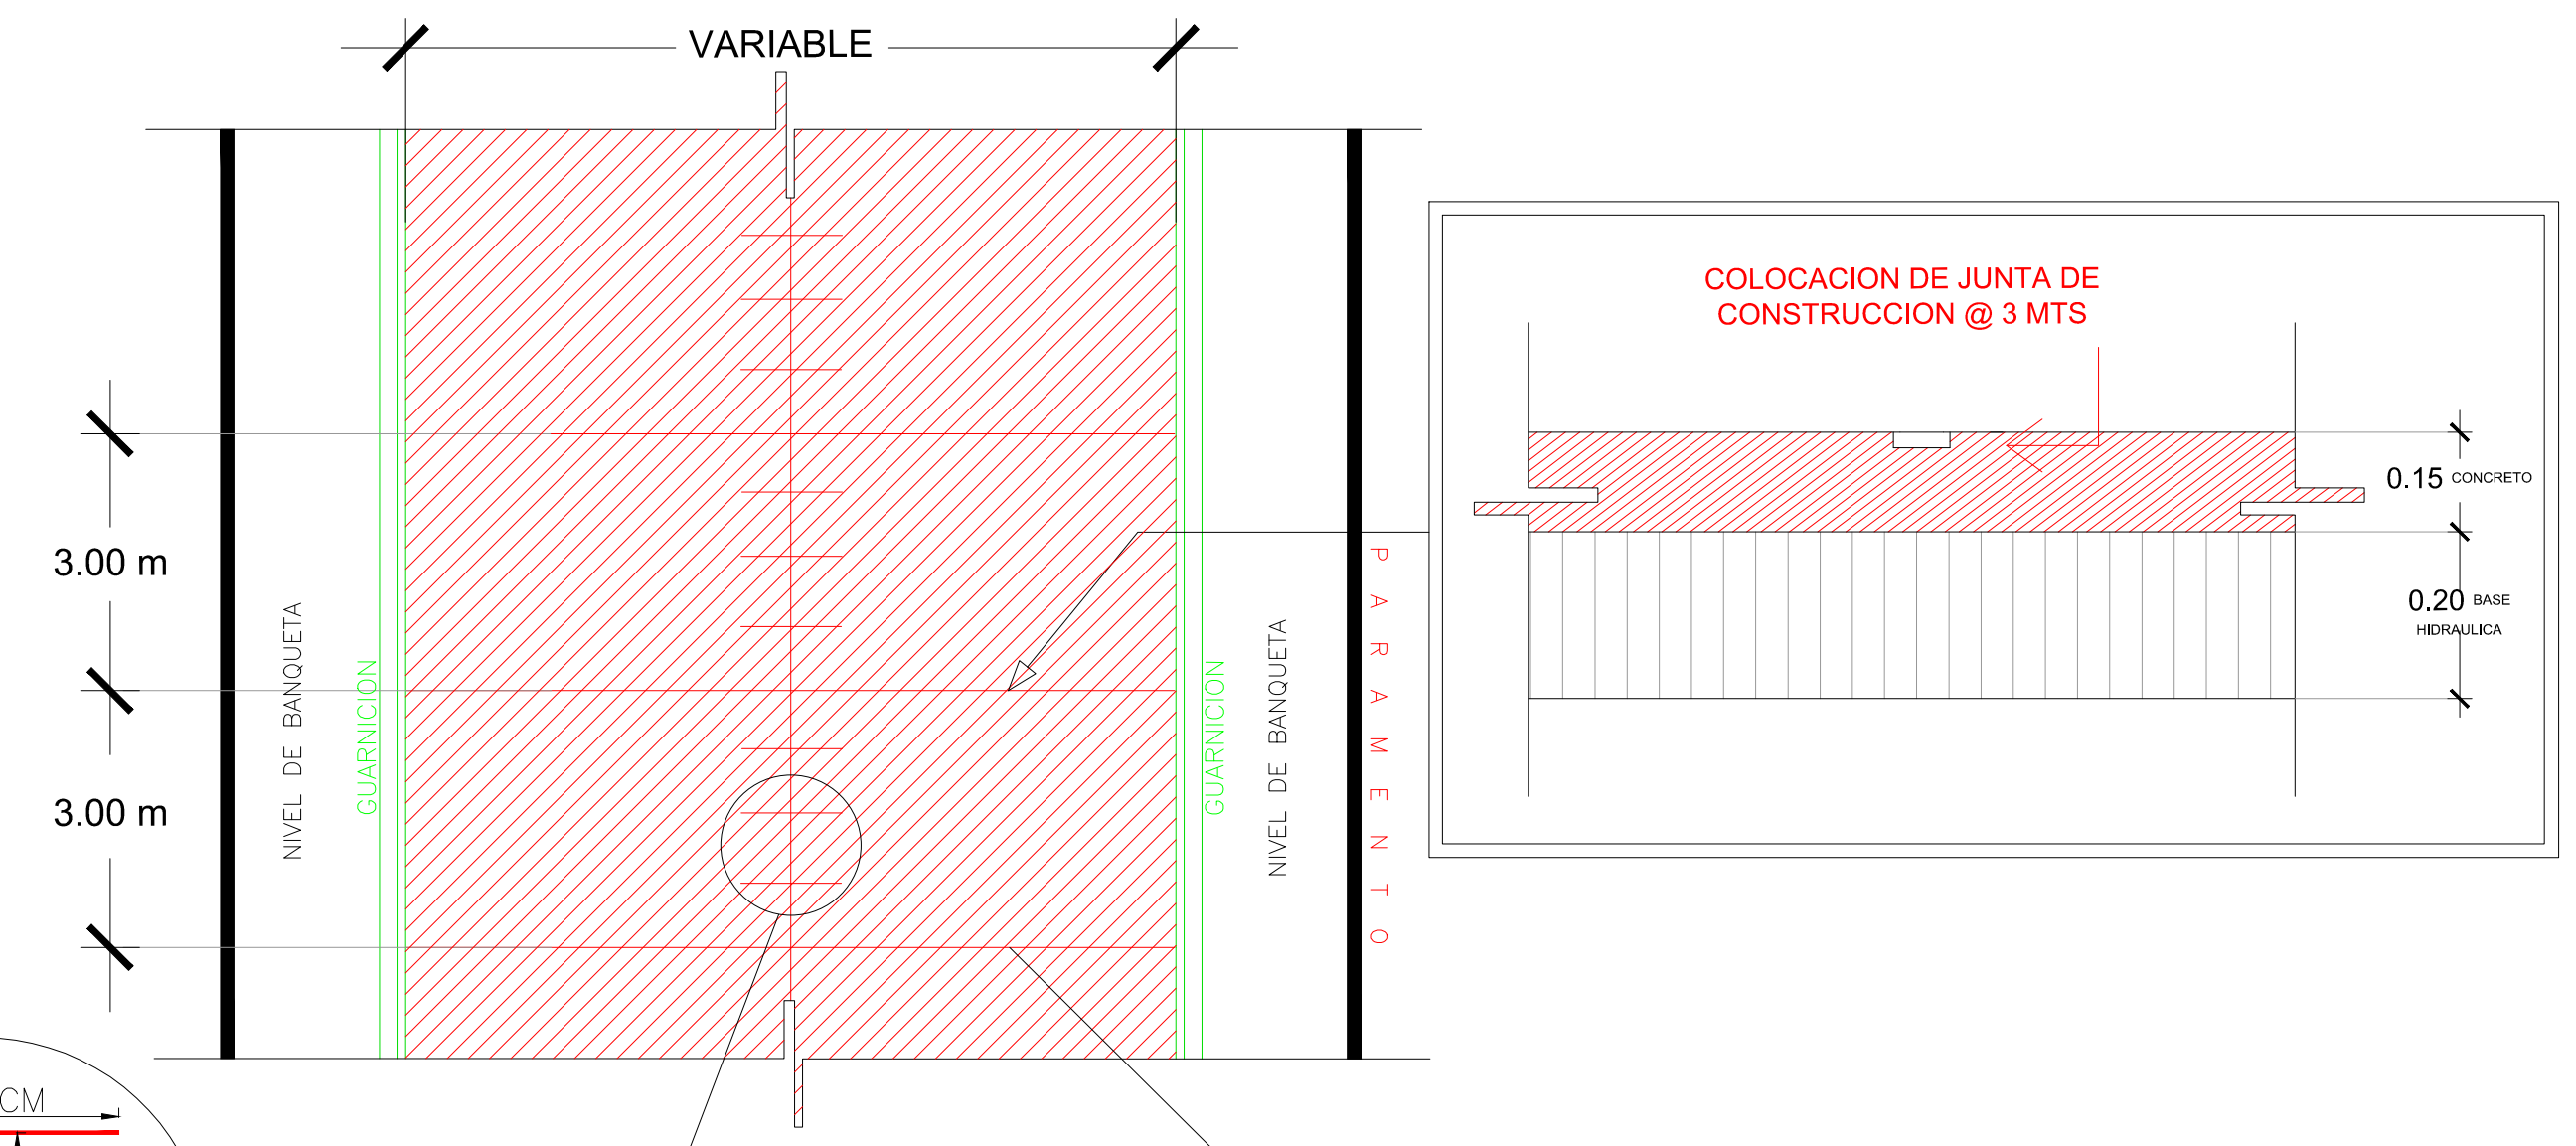 VARIABLE
3.00 m
3.00 m
NIVEL DE BANQUETA
GUARNICION
GUARNICION
NIVEL DE BANQUETA
PARAMENTO
COLOCACION DE JUNTA DE
CONSTRUCCION @ 3 MTS
0.15 CONCRETO
0.20 BASE
HIDRAULICA
CM